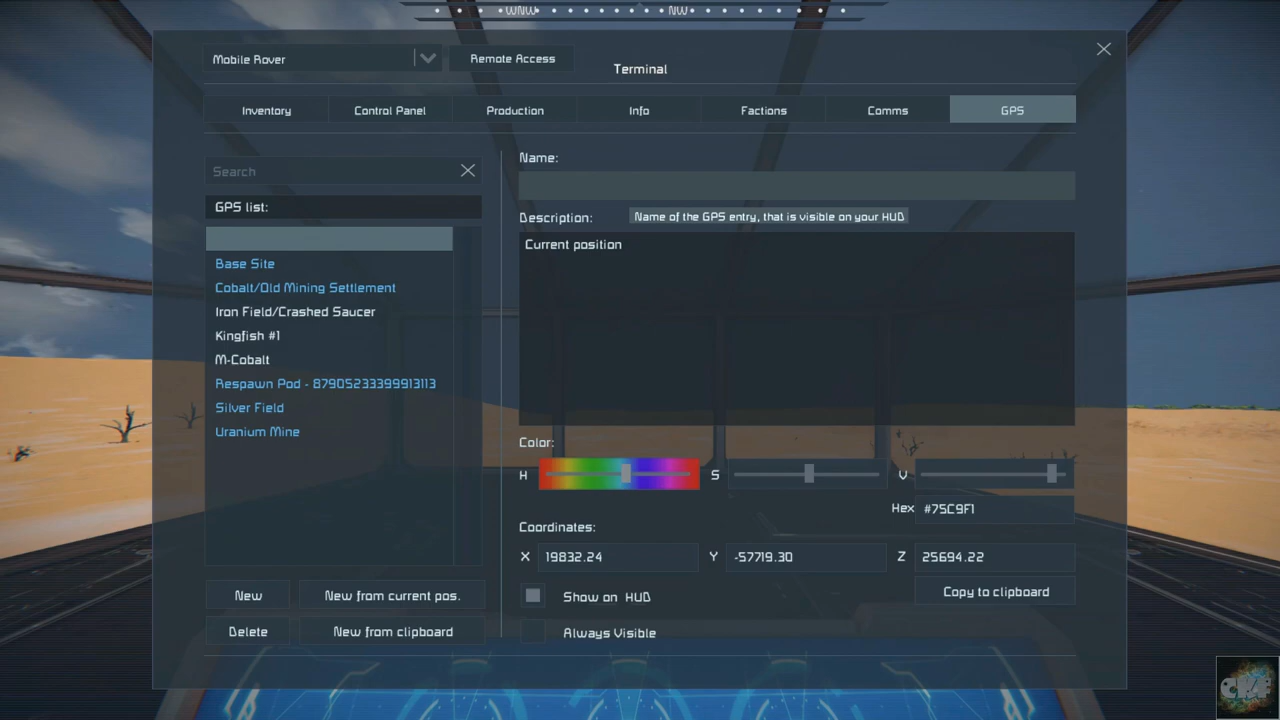 WNW NW
Mobile Rover
Remote Access
Terminal
Inventory Control Panel Production Info Factions Comms GPS
Search
GPS list:
Base Site
Cobalt/Old Mining Settlement
Iron Field/Crashed Saucer
Kingfish #1
M-Cobalt
Respawn Pod - 87905233399913113
Silver Field
Uranium Mine
New
New from current pos.
Delete
New from clipboard
Name:
Description:
Name of the GPS entry, that is visible on your HUD
Current position
Color:
H S V
Hex #75C9F1
Coordinates:
X 19832.24 Y -57719.30 Z 25694.22
Show on HUD
Copy to clipboard
Always Visible